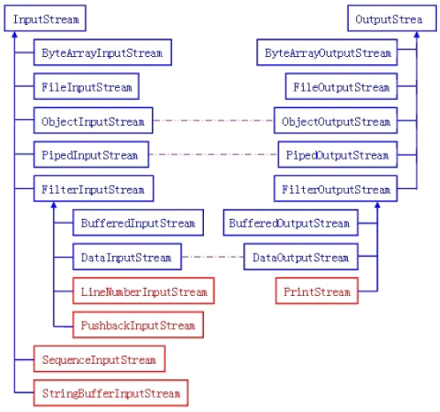 InputStream
OutputStrea
ByteArrayInputStream
ByteArrayOutputStream
FileInputStream
FileOutputStream
ObjectInputStream
ObjectOutputStream
PipedInputStream
PipedOutputStream
FilterInputStream
FilterOutputStream
BufferedInputStream
BufferedOutputStream
DataInputStream
DataOutputStream
LineNumberInputStream
PrintStream
PushbackInputStream
SequenceInputStream
StringBufferInputStream